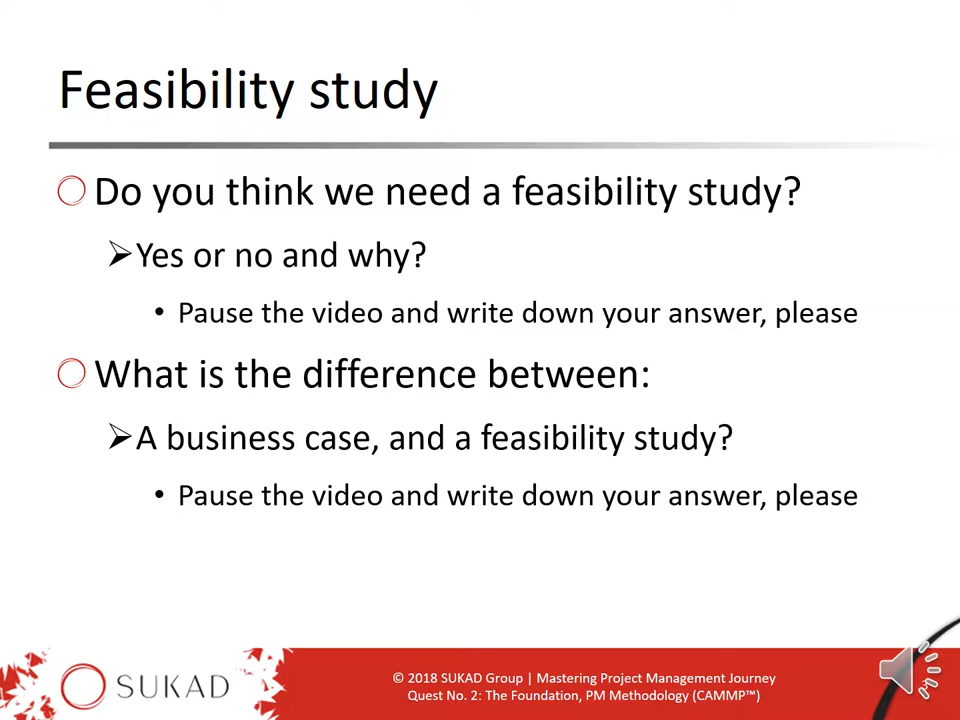 Feasibility study
Do you think we need a feasibility study?
Yes or no and why?
Pause the video and write down your answer, please
What is the difference between:
A business case, and a feasibility study?
Pause the video and write down your answer, please
SUKAD
© 2018 SUKAD Group | Mastering Project Management Journey
Quest No. 2: The Foundation, PM Methodology (CAMMP™)